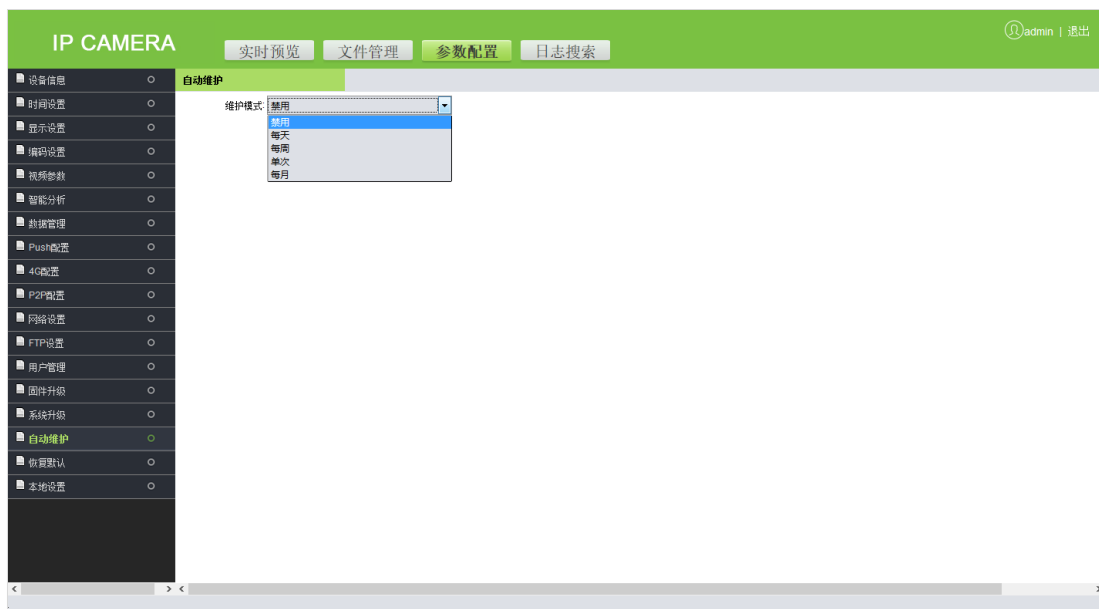 IP CAMERA
实时预览
文件管理
参数配置
日志搜索
admin | 退出
设备信息
时间设置
显示设置
编码设置
视频参数
智能分析
数据管理
Push配置
4G配置
P2P配置
网络设置
FTP设置
用户管理
固件升级
系统升级
自动维护
恢复默认
本地设置
自动维护
维护模式: 禁用
禁用
每天
每周
单次
每月